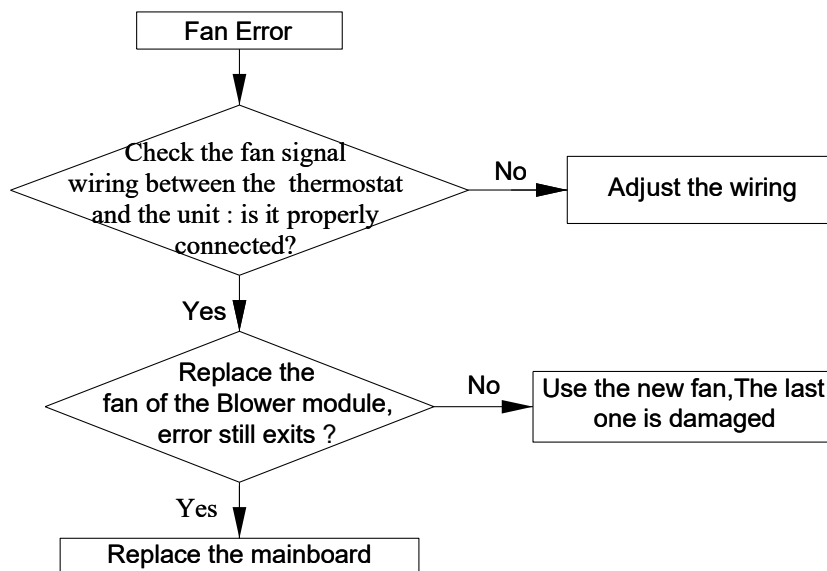 Fan Error
Check the fan signal
wiring between the thermostat
and the unit : is it properly
connected?
No
Adjust the wiring
Yes
Replace the
fan of the Blower module,
error still exits ?
No
Use the new fan,The last
one is damaged
Yes
Replace the mainboard